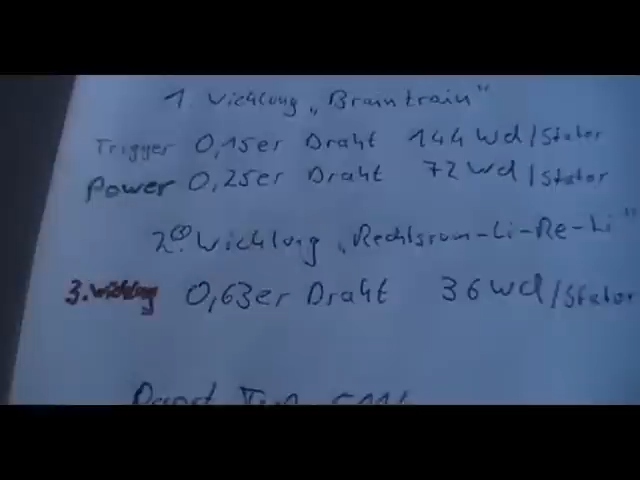 1. Wicklung „Braintrain"
Trigger 0,15er Draht 144 Wd/Stator
Power 0,25er Draht 72 Wd/Stator
2. Wicklung „Rechtsrum-Li-Re-Li"
3. Wicklung 0,63er Draht 36 Wd/Stator